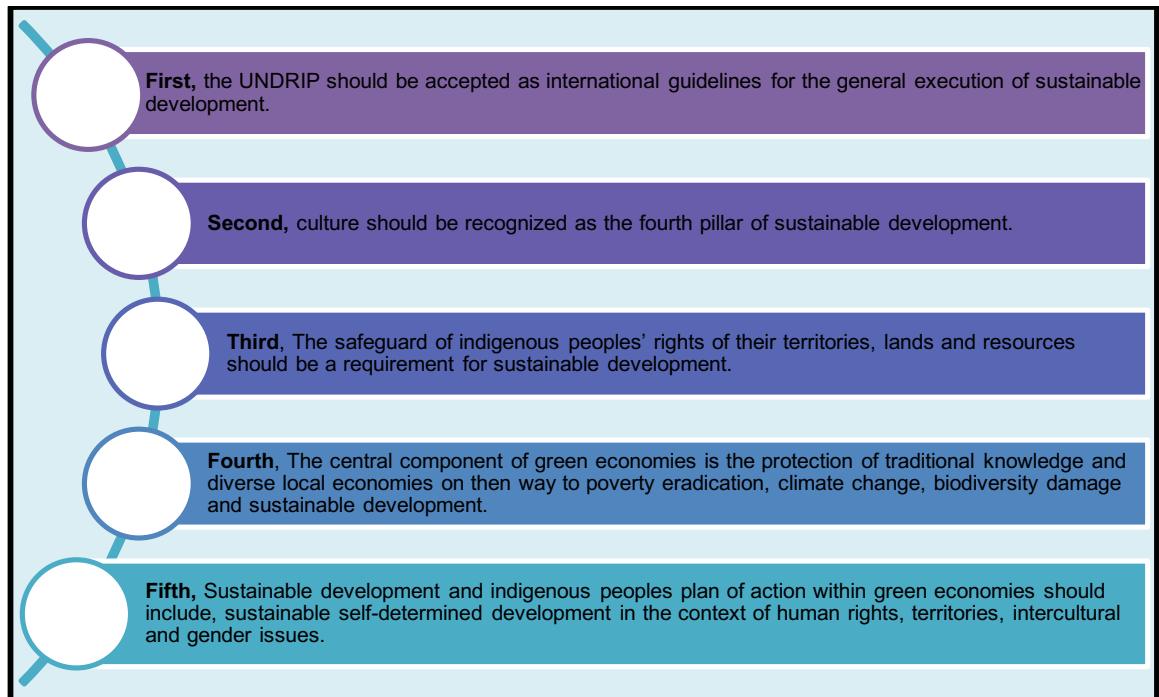 First, the UNDRIP should be accepted as international guidelines for the general execution of sustainable
development.
Second, culture should be recognized as the fourth pillar of sustainable development.
Third, The safeguard of indigenous peoples’ rights of their territories, lands and resources
should be a requirement for sustainable development.
Fourth, The central component of green economies is the protection of traditional knowledge and
diverse local economies on then way to poverty eradication, climate change, biodiversity damage
and sustainable development.
Fifth, Sustainable development and indigenous peoples plan of action within green economies should
include, sustainable self-determined development in the context of human rights, territories, intercultural
and gender issues.